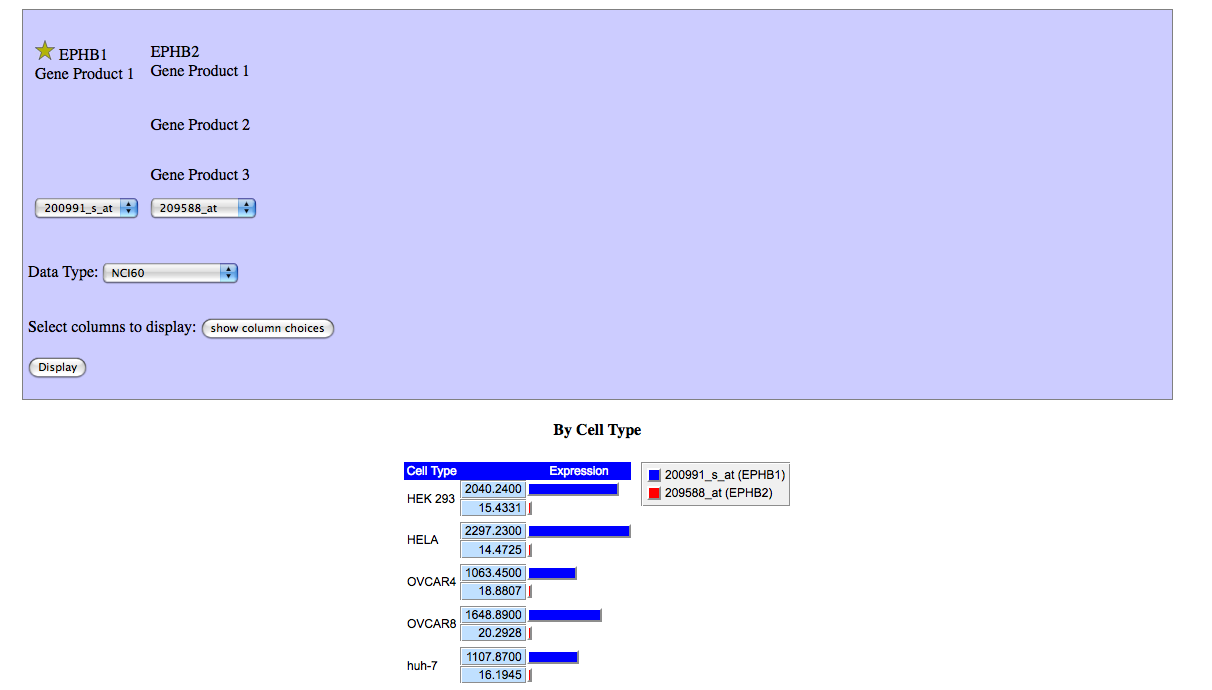 EPHB1 EPHB2
Gene Product 1 Gene Product 1
Gene Product 2
Gene Product 3
200991_s_at 209588_at
Data Type: NCI60
Select columns to display: show column choices
Display
By Cell Type
Cell Type Expression
200991_s_at (EPHB1)
209588_at (EPHB2)
HEK 293 2040.2400
15.4331
HELA 2297.2300
14.4725
OVCAR4 1063.4500
18.8807
OVCAR8 1648.8900
20.2928
huh-7 1107.8700
16.1945